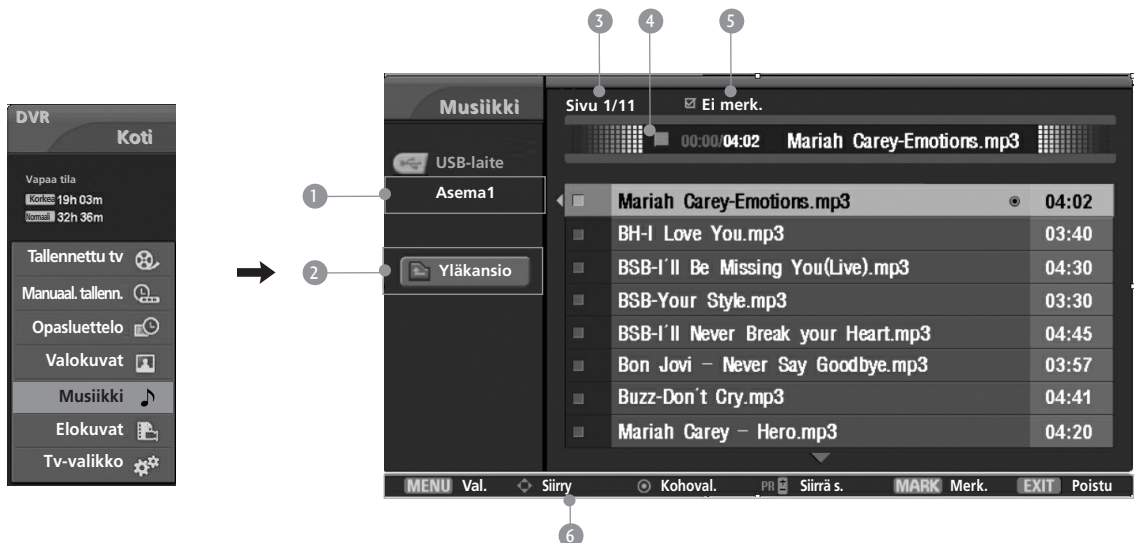 3 4 5
DVR
Koti
Vapaa tila
Korkea 19h 03m
Normaali 32h 36m
Tallennettu tv
Manuaal. tallenn.
Opasluettelo
Valokuvat
Musiikki
Elokuvat
Tv-valikko
Musiikki
USB-laite
1 Asema1
2 Yläkansio
Sivu 1/11 Ei merk.
00:00/04:02 Mariah Carey-Emotions.mp3
Mariah Carey-Emotions.mp3 04:02
BH-I Love You.mp3 03:40
BSB-I´ll Be Missing You(Live).mp3 04:30
BSB-Your Style.mp3 03:30
BSB-I´ll Never Break your Heart.mp3 04:45
Bon Jovi – Never Say Goodbye.mp3 03:57
Buzz-Don´t Cry.mp3 04:41
Mariah Carey – Hero.mp3 04:20
MENU Val. Siirry Kohoval. PR Siirrä s. MARK Merk. EXIT Poistu
6